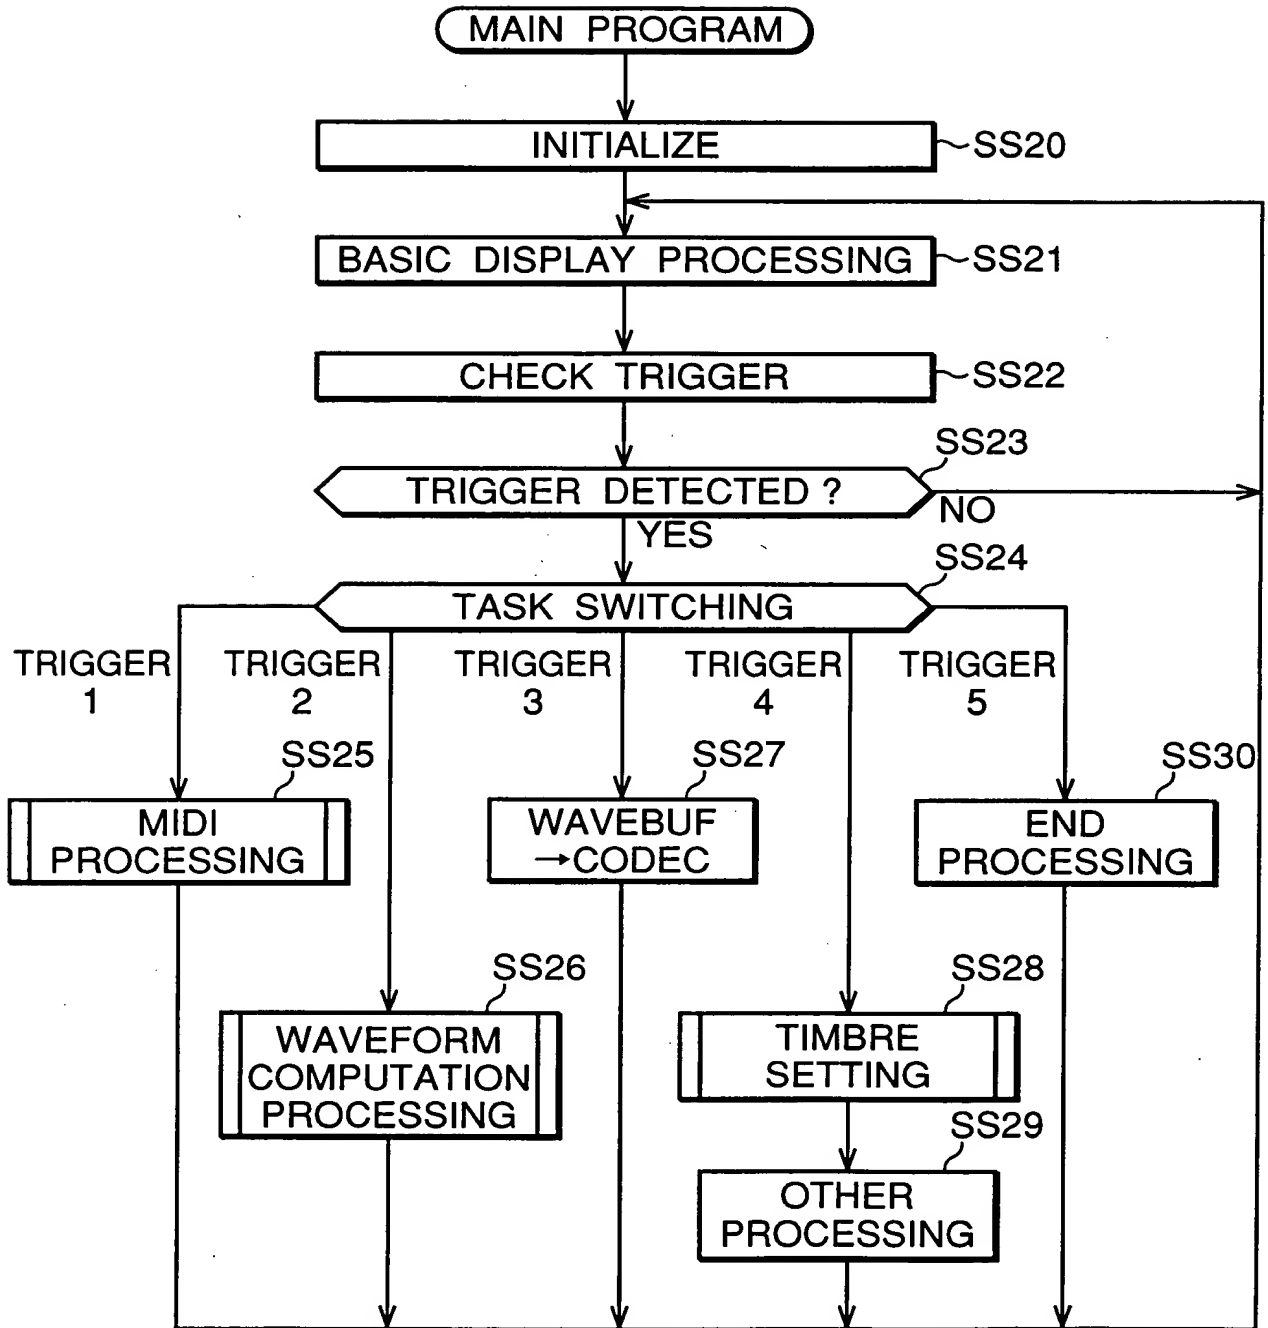 MAIN PROGRAM
INITIALIZE
SS20
BASIC DISPLAY PROCESSING
SS21
CHECK TRIGGER
SS22
SS23
TRIGGER DETECTED ?
NO
YES
SS24
TASK SWITCHING
TRIGGER
1
TRIGGER
2
TRIGGER
3
TRIGGER
4
TRIGGER
5
SS25
MIDI
PROCESSING
SS27
WAVEBUF
→CODEC
SS30
END
PROCESSING
SS26
WAVEFORM
COMPUTATION
PROCESSING
SS28
TIMBRE
SETTING
SS29
OTHER
PROCESSING